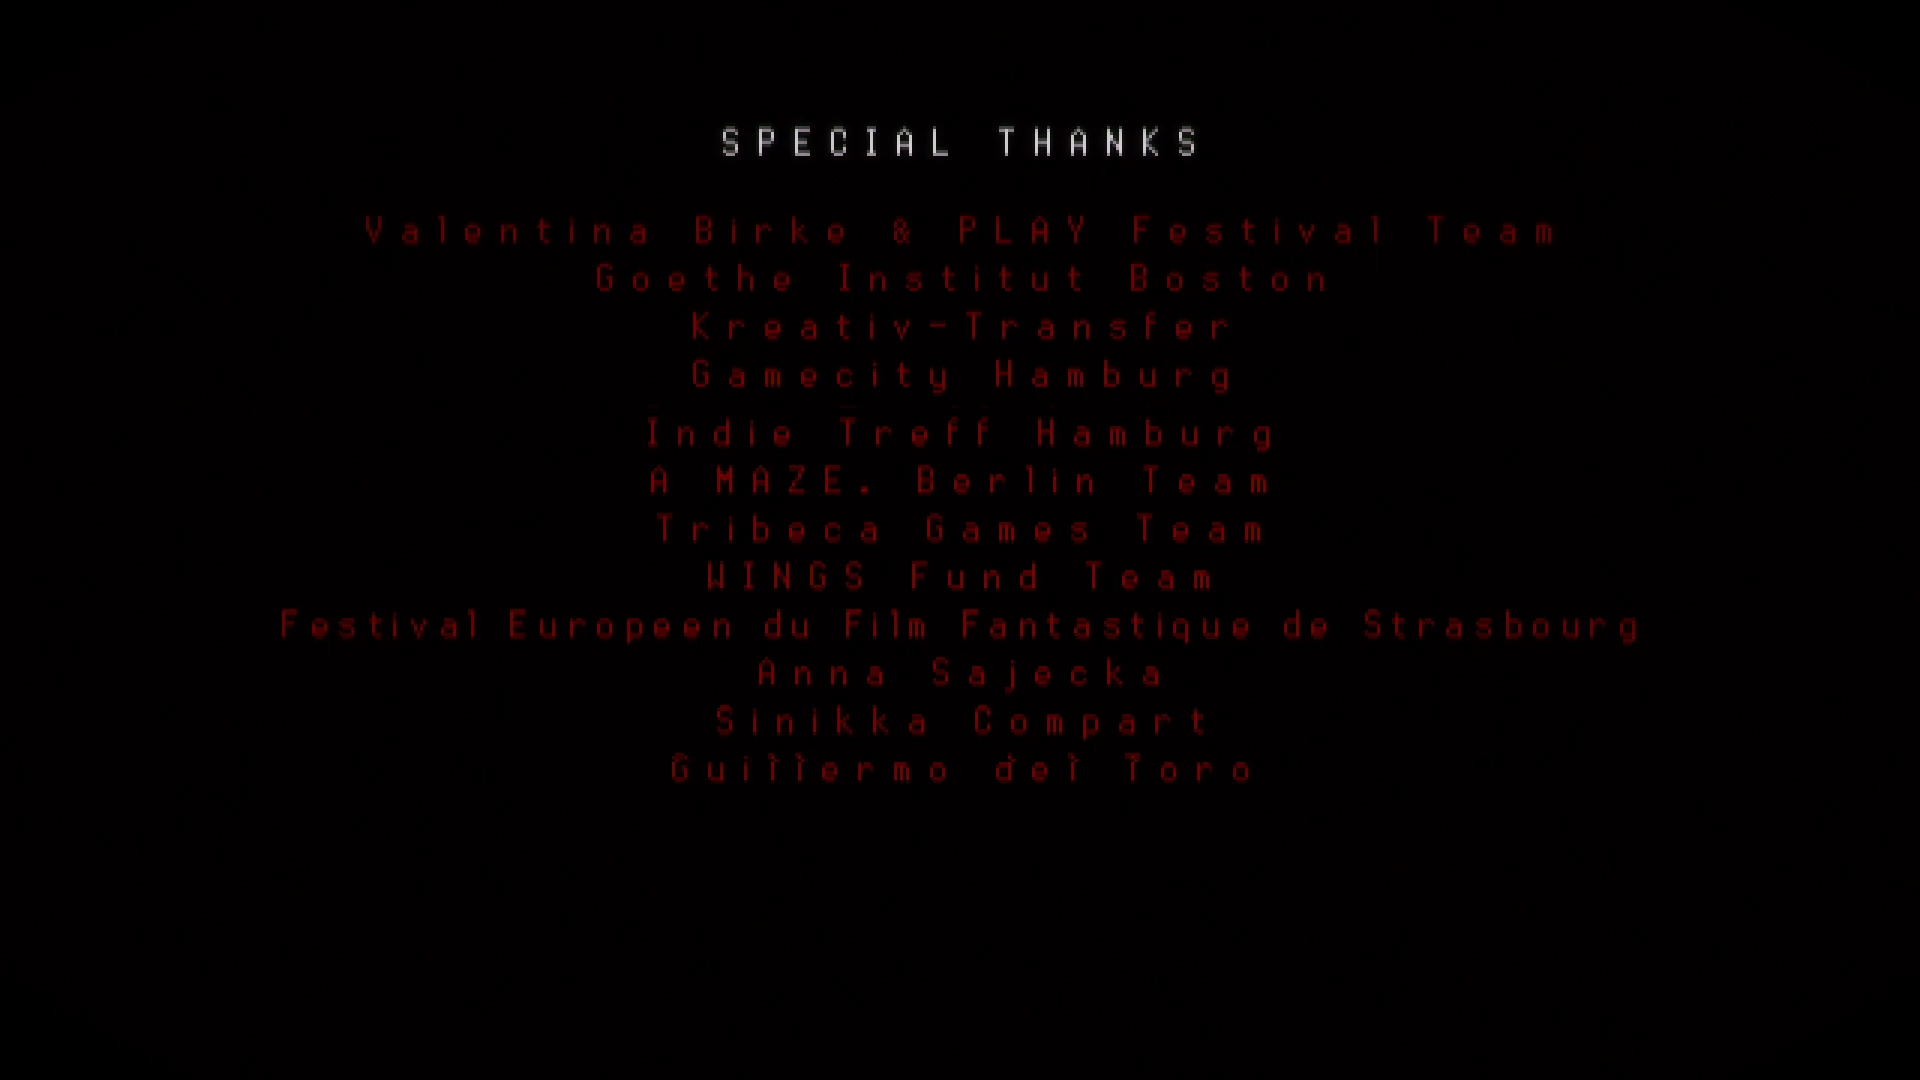 SPECIAL THANKS
Valentina Birke & PLAY Festival Team
Goethe Institut Boston
Kreativ-Transfer
Gamecity Hamburg
Indie Treff Hamburg
A MAZE. Berlin Team
Tribeca Games Team
WINGS Fund Team
Festival Europeen du Film Fantastique de Strasbourg
Anna Sajecka
Sinikka Compart
Guillermo del Toro